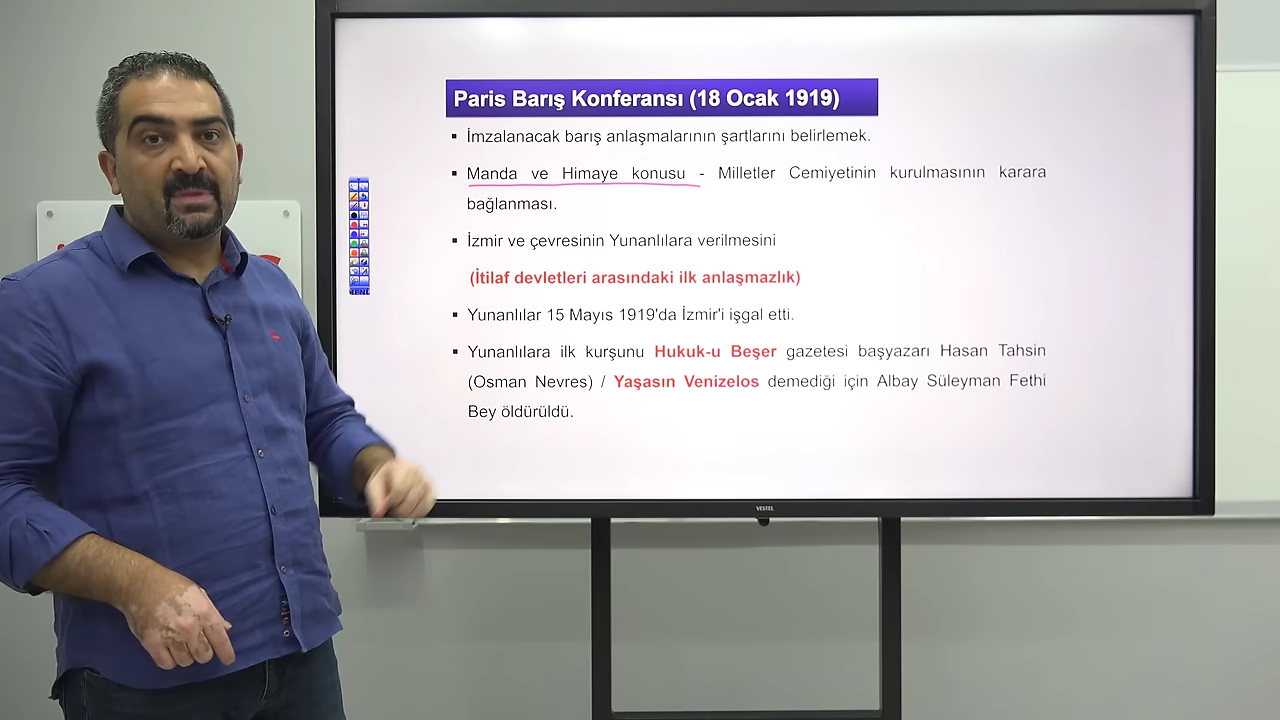 Paris Barış Konferansı (18 Ocak 1919)
▪ İmzalanacak barış anlaşmalarının şartlarını belirlemek.
▪ Manda ve Himaye konusu - Milletler Cemiyetinin kurulmasının karara
bağlanması.
▪ İzmir ve çevresinin Yunanlılara verilmesini
(İtilaf devletleri arasındaki ilk anlaşmazlık)
▪ Yunanlılar 15 Mayıs 1919'da İzmir'i işgal etti.
▪ Yunanlılara ilk kurşunu Hukuk-u Beşer gazetesi başyazarı Hasan Tahsin
(Osman Nevres) / Yaşasın Venizelos demediği için Albay Süleyman Fethi
Bey öldürüldü.
MENU
VESTEL